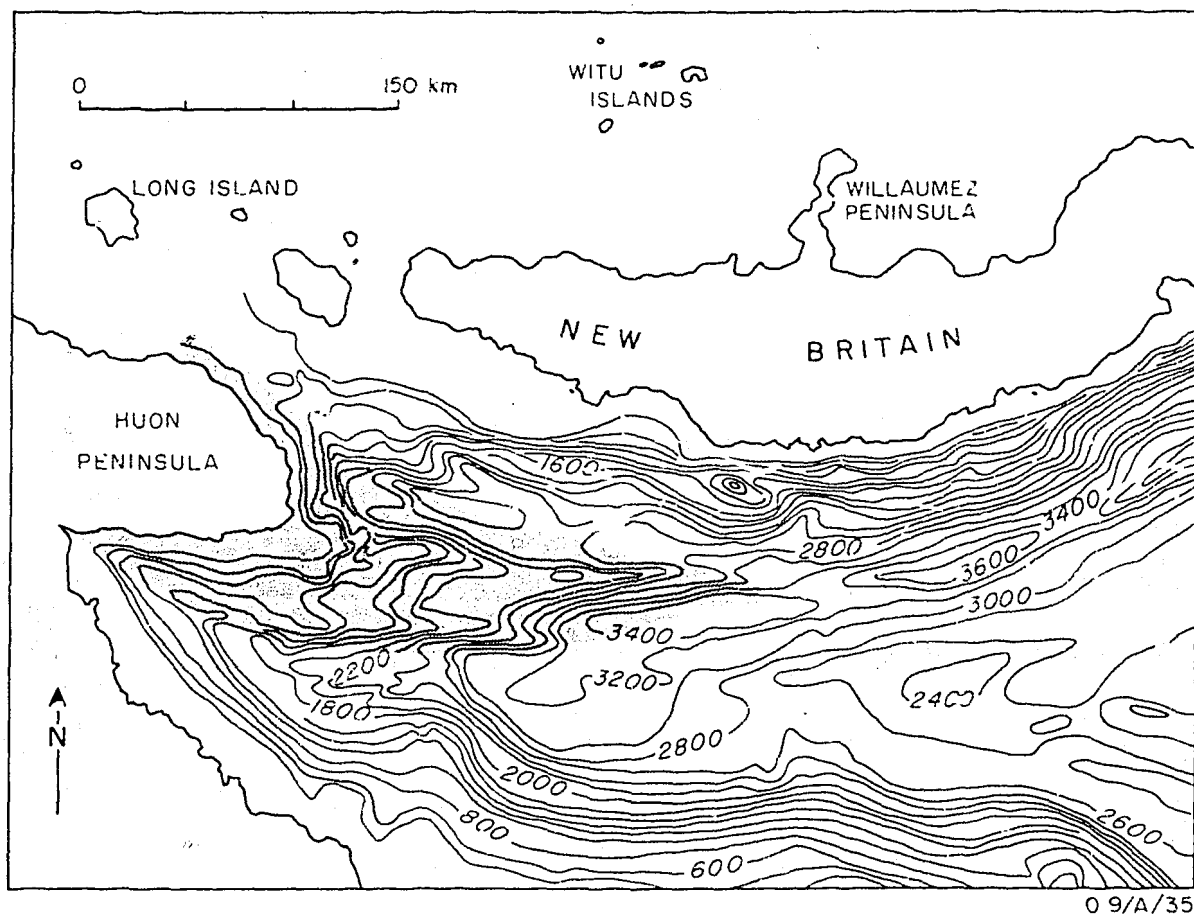 0 150 km
WITU
ISLANDS
LONG ISLAND
WILLAUMEZ
PENINSULA
NEW BRITAIN
HUON
PENINSULA
1600
3400
2800
3600
3000
3400
2200
3200
2400
1800
2800
N
2000
800
2600
600
O 9/A/35